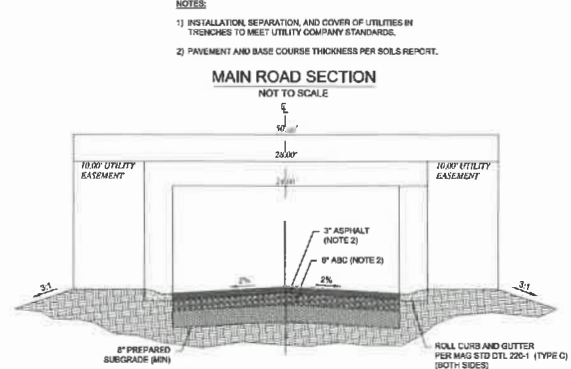 NOTES:
1) INSTALLATION, SEPARATION, AND COVER OF UTILITIES IN
TRENCHES TO MEET UTILITY COMPANY STANDARDS.
2) PAVEMENT AND BASE COURSE THICKNESS PER SOILS REPORT.
MAIN ROAD SECTION
NOT TO SCALE
28.00'
10.00' UTILITY
EASEMENT
10.00' UTILITY
EASEMENT
3" ASPHALT
(NOTE 2)
6" ABC (NOTE 2)
2%
2%
3:1
3:1
8" PREPARED
SUBGRADE (MIN)
ROLL CURB AND GUTTER
PER MAG STD DTL 220-1 (TYPE C)
(BOTH SIDES)